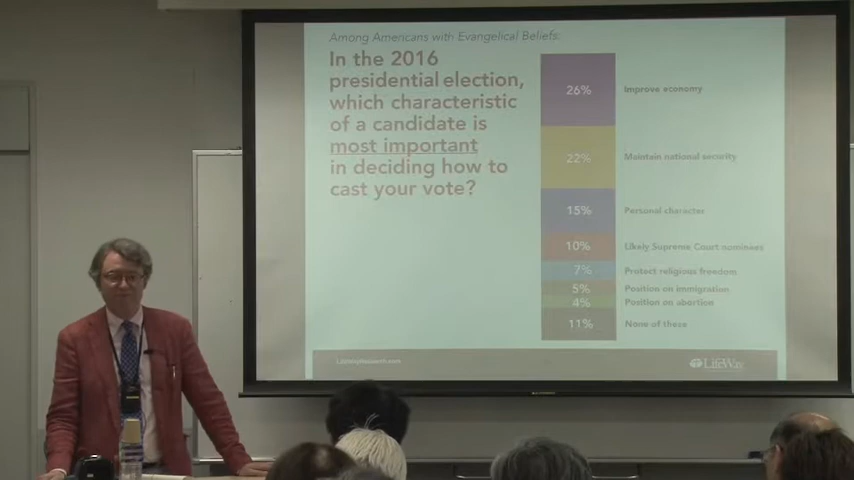 Among Americans with Evangelical Beliefs:
In the 2016
presidential election,
which characteristic
of a candidate is
most important
in deciding how to
cast your vote?
26% Improve economy
22% Maintain national security
15% Personal character
10% Likely Supreme Court nominees
7% Protect religious freedom
5% Position on immigration
4% Position on abortion
11% None of these
LifeWayResearch.com
LifeWay